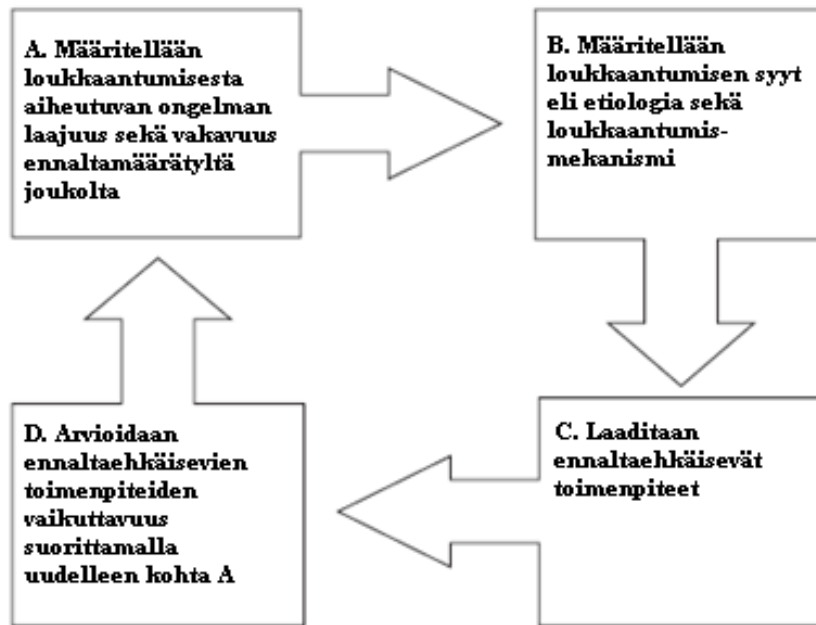 A. Määritellään
loukkaantumisesta
aiheutuvan ongelman
laajuus sekä vakavuus
ennaltamäärätyltä
joukolta
B. Määritellään
loukkaantumisen syyt
eli etiologia sekä
loukkaantumis-
mekanismi
C. Laaditaan
ennaltaehkäisevät
toimenpiteet
D. Arvioidaan
ennaltaehkäisevien
toimenpiteiden
vaikuttavuus
suorittamalla
uudelleen kohta A